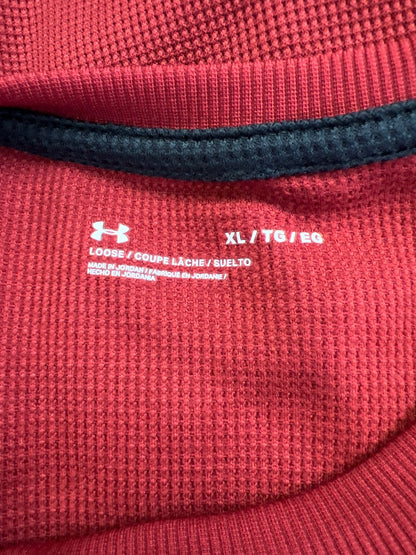 XL / TG / EG
LOOSE / COUPE LÂCHE / SUELTO
MADE IN JORDAN / FABRIQUÉ EN JORDANIE /
HECHO EN JORDANIA